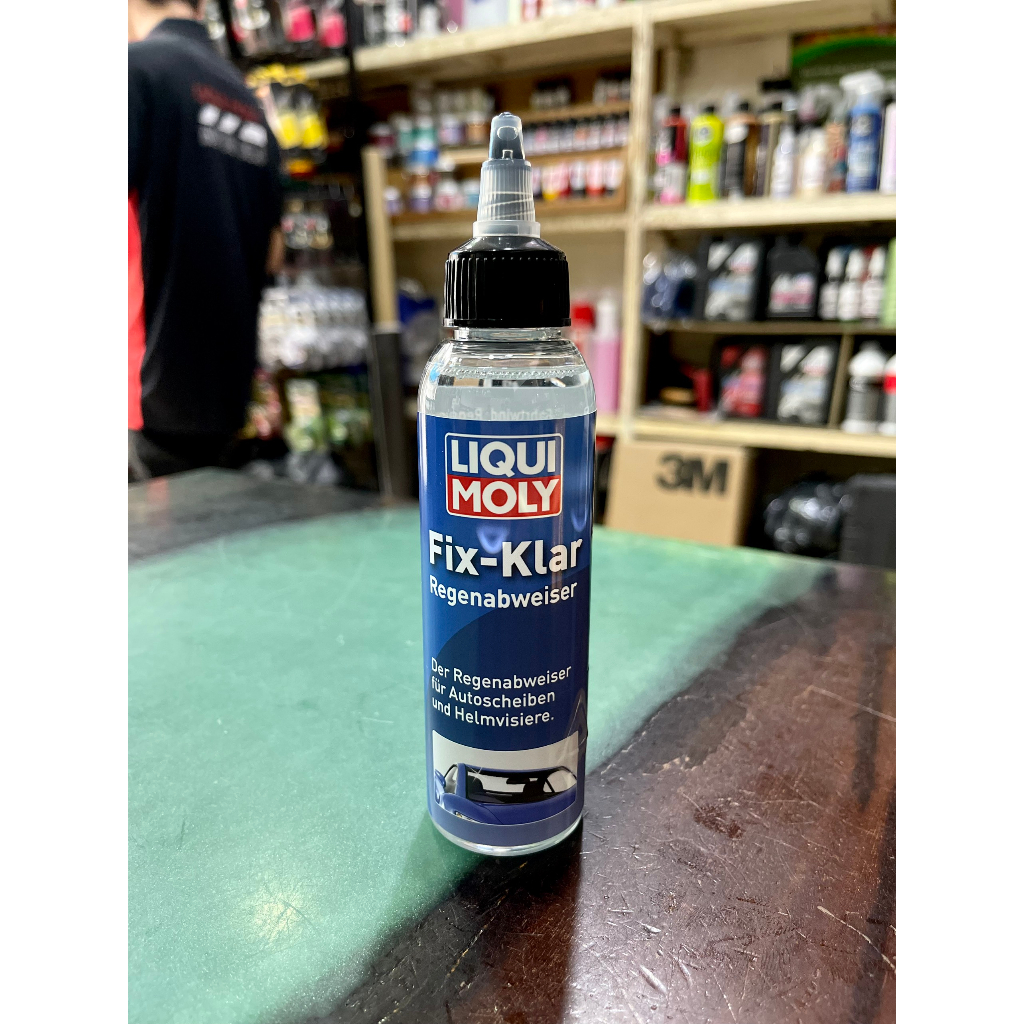 LIQUI
MOLY
Fix-Klar
Regenabweiser
Der Regenabweiser
für Autoscheiben
und Helmvisiere.
3M